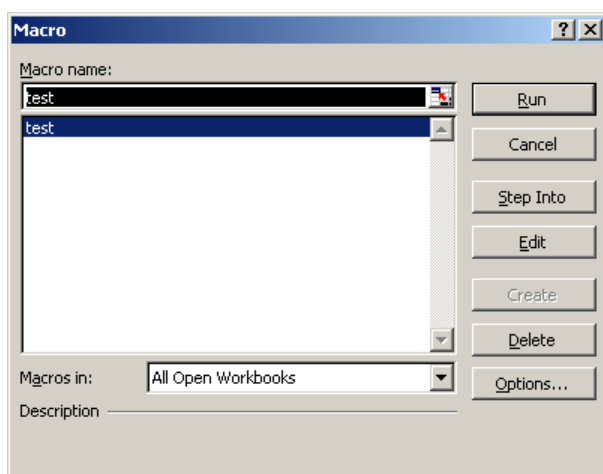 Macro
Macro name:
test
test
Run
Cancel
Step Into
Edit
Create
Delete
Options...
Macros in:
All Open Workbooks
Description